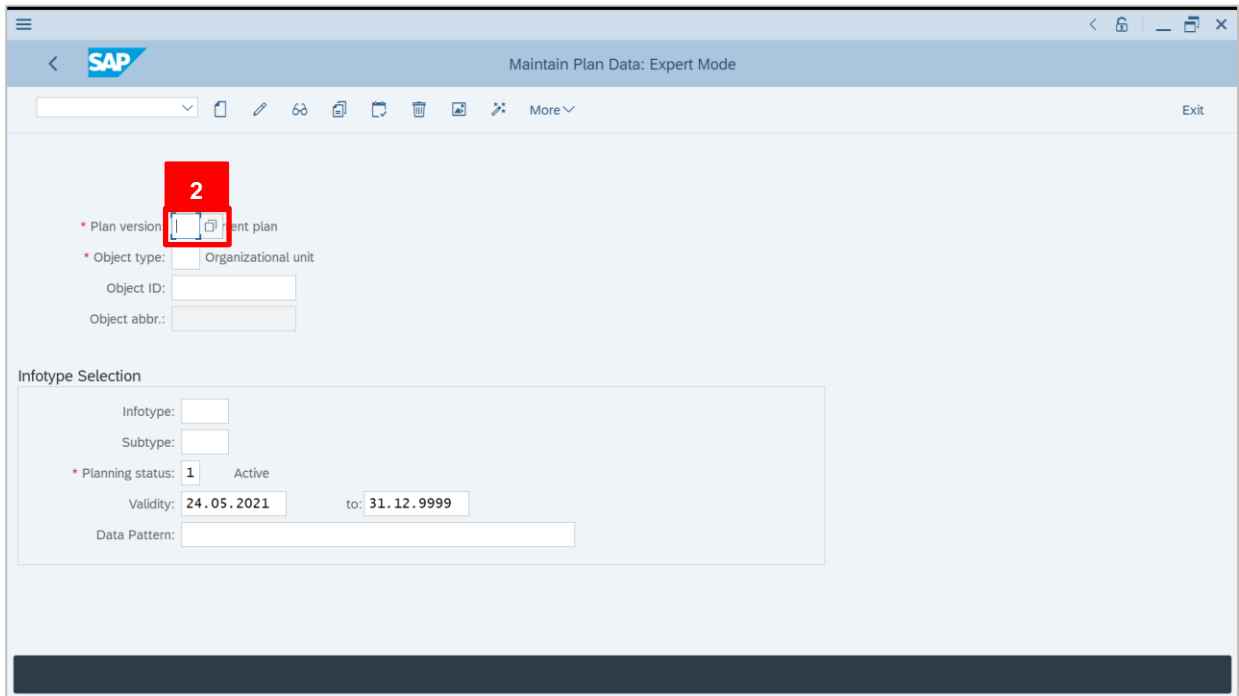 SAP
Maintain Plan Data: Expert Mode
More
Exit
2
* Plan version: ent plan
* Object type: Organizational unit
Object ID:
Object abbr.:
Infotype Selection
Infotype:
Subtype:
* Planning status: 1 Active
Validity: 24.05.2021 to: 31.12.9999
Data Pattern: